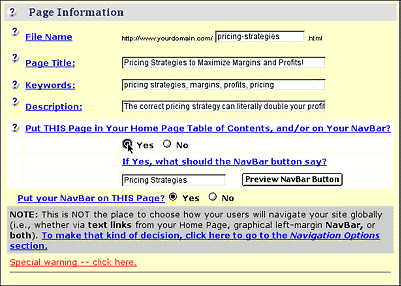 ? Page Information
? File Name http://www.yourdomain.com/ pricing-strategies .html
? Page Title: Pricing Strategies to Maximize Margins and Profits!
? Keywords: pricing strategies, margins, profits, pricing
? Description: The correct pricing strategy can literally double your profi
? Put THIS Page in Your Home Page Table of Contents, and/or on Your NavBar?
Yes No
If Yes, what should the NavBar button say?
Pricing Strategies Preview NavBar Button
Put your NavBar on THIS Page? Yes No
NOTE: This is NOT the place to choose how your users will navigate your site globally
(i.e., whether via text links from your Home Page, graphical left-margin NavBar, or
both). To make that kind of decision, click here to go to the Navigation Options
section.
Special warning -- click here.